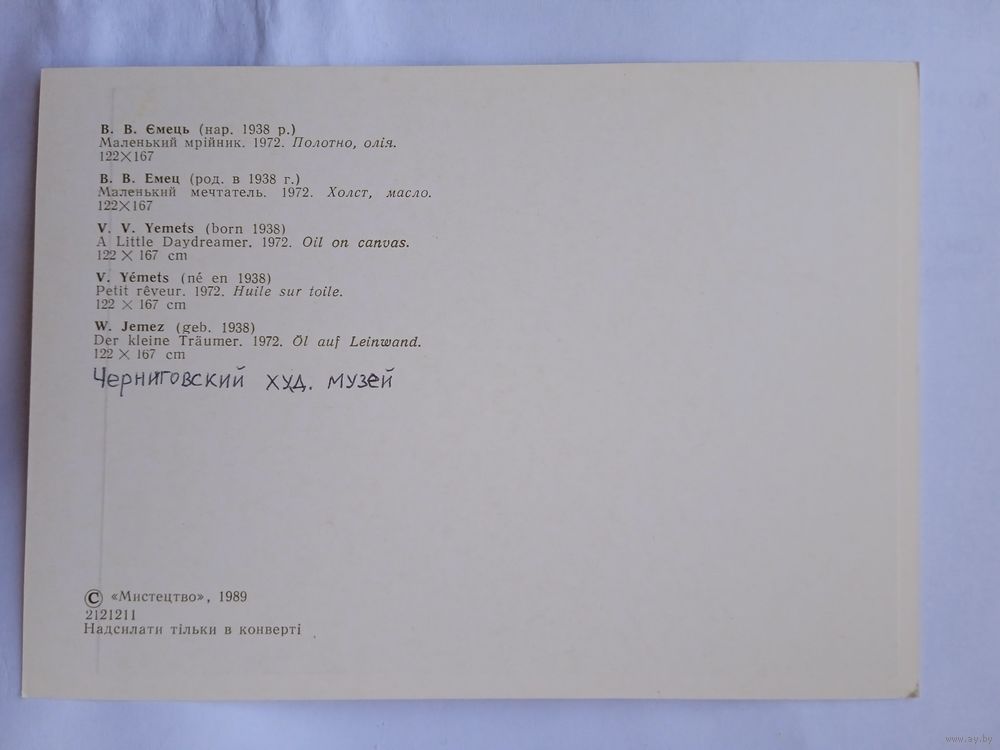 В. В. Ємець (нар. 1938 р.)
Маленький мрійник. 1972. Полотно, олія.
122×167
В. В. Емец (род. в 1938 г.)
Маленький мечтатель. 1972. Холст, масло.
122×167
V. V. Yemets (born 1938)
A Little Daydreamer. 1972. Oil on canvas.
122 × 167 cm
V. Yémets (né en 1938)
Petit rêveur. 1972. Huile sur toile.
122 × 167 cm
W. Jemez (geb. 1938)
Der kleine Träumer. 1972. Öl auf Leinwand.
122 × 167 cm
Черниговский худ. музей
© «Мистецтво», 1989
2121211
Надсилати тільки в конверті
www.ay.by